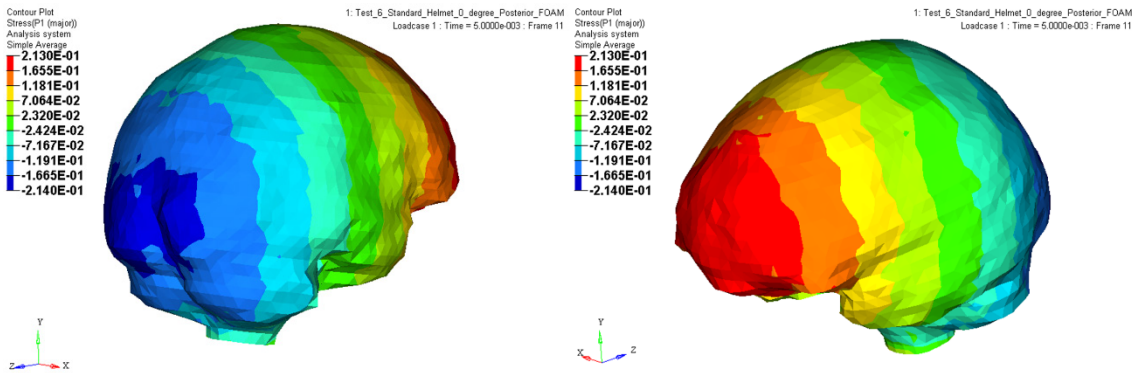 Contour Plot
Stress(P1 (major))
Analysis system
Simple Average
2.130E-01
1.655E-01
1.181E-01
7.064E-02
2.320E-02
-2.424E-02
-7.167E-02
-1.191E-01
-1.665E-01
-2.140E-01
1: Test_6_Standard_Helmet_0_degree_Posterior_FOAM
Loadcase 1 : Time = 5.0000e-003 : Frame 11
Y
Z
X
Contour Plot
Stress(P1 (major))
Analysis system
Simple Average
2.130E-01
1.655E-01
1.181E-01
7.064E-02
2.320E-02
-2.424E-02
-7.167E-02
-1.191E-01
-1.665E-01
-2.140E-01
1: Test_6_Standard_Helmet_0_degree_Posterior_FOAM
Loadcase 1 : Time = 5.0000e-003 : Frame 11
Y
X
Z